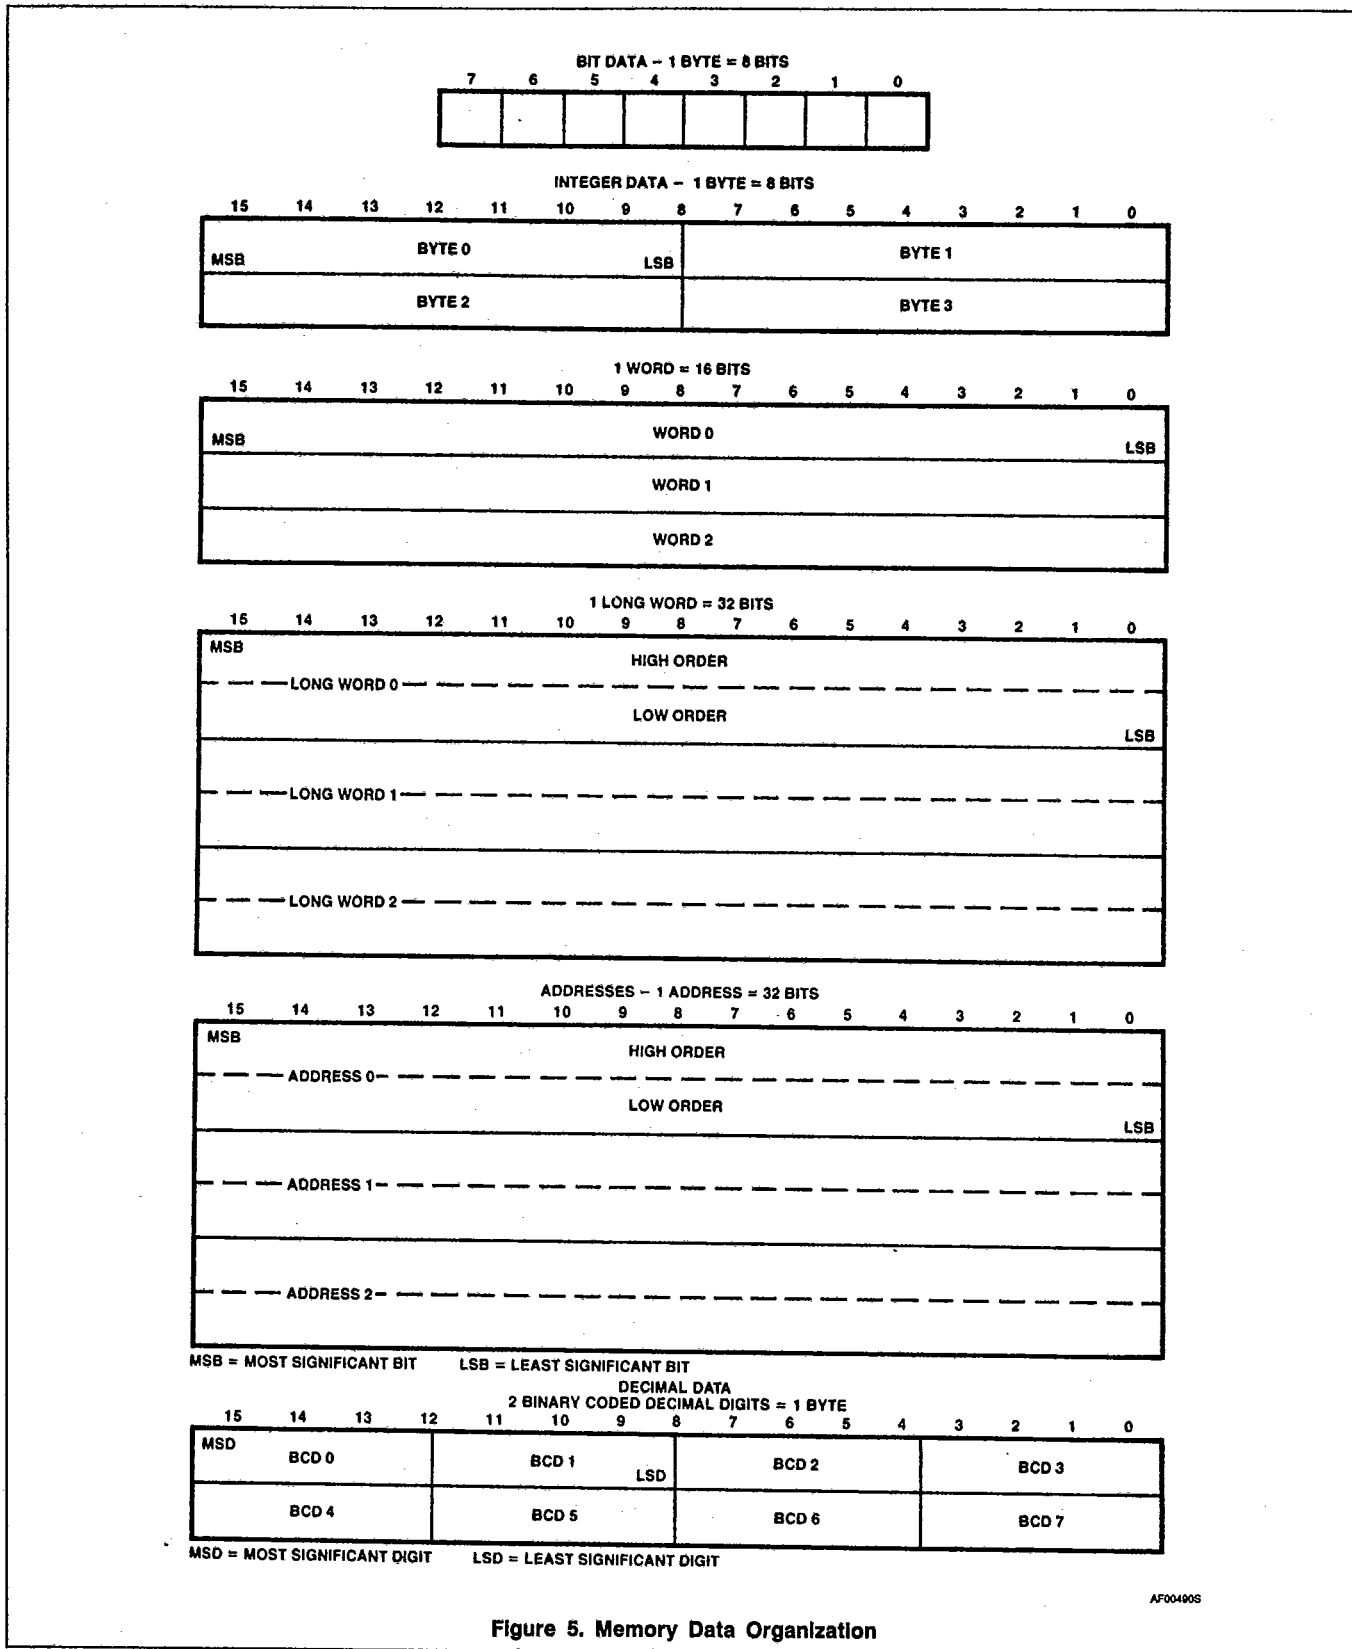 BIT DATA – 1 BYTE = 8 BITS
7 6 5 4 3 2 1 0
INTEGER DATA – 1 BYTE = 8 BITS
15 14 13 12 11 10 9 8 7 6 5 4 3 2 1 0
MSB BYTE 0 LSB BYTE 1
BYTE 2 BYTE 3
1 WORD = 16 BITS
15 14 13 12 11 10 9 8 7 6 5 4 3 2 1 0
MSB WORD 0 LSB
WORD 1
WORD 2
1 LONG WORD = 32 BITS
15 14 13 12 11 10 9 8 7 6 5 4 3 2 1 0
MSB HIGH ORDER
LONG WORD 0
LOW ORDER LSB
LONG WORD 1
LONG WORD 2
ADDRESSES – 1 ADDRESS = 32 BITS
15 14 13 12 11 10 9 8 7 6 5 4 3 2 1 0
MSB HIGH ORDER
ADDRESS 0
LOW ORDER LSB
ADDRESS 1
ADDRESS 2
MSB = MOST SIGNIFICANT BIT LSB = LEAST SIGNIFICANT BIT
DECIMAL DATA
2 BINARY CODED DECIMAL DIGITS = 1 BYTE
15 14 13 12 11 10 9 8 7 6 5 4 3 2 1 0
MSD BCD 0 BCD 1 LSD BCD 2 BCD 3
BCD 4 BCD 5 BCD 6 BCD 7
MSD = MOST SIGNIFICANT DIGIT LSD = LEAST SIGNIFICANT DIGIT
AF00490S
Figure 5. Memory Data Organization